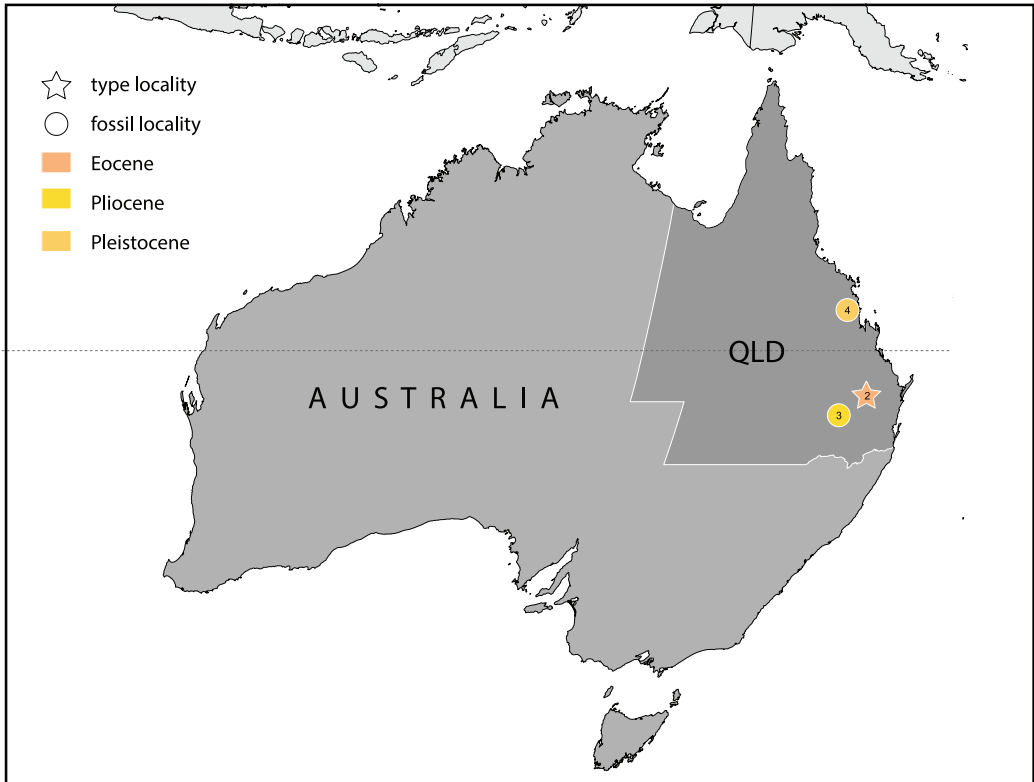 type locality
fossil locality
Eocene
Pliocene
Pleistocene
4
QLD
AUSTRALIA
2
3